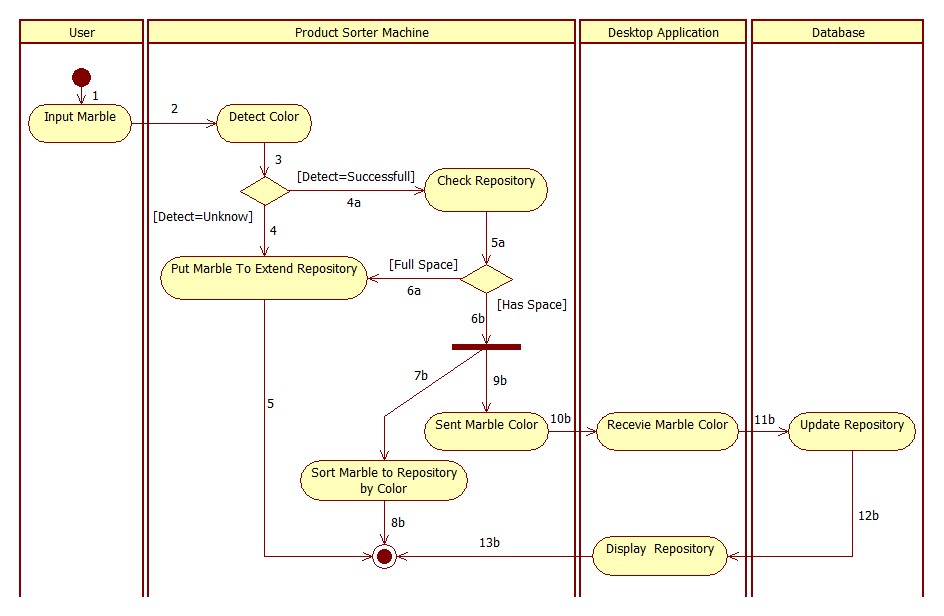 User
Product Sorter Machine
Desktop Application
Database
1
Input Marble
2
Detect Color
3
[Detect=Successfull]
4a
Check Repository
[Detect=Unknow]
4
5a
Put Marble To Extend Repository
[Full Space]
6a
[Has Space]
6b
7b
9b
5
Sent Marble Color
10b
Recevie Marble Color
11b
Update Repository
Sort Marble to Repository
by Color
8b
12b
13b
Display Repository